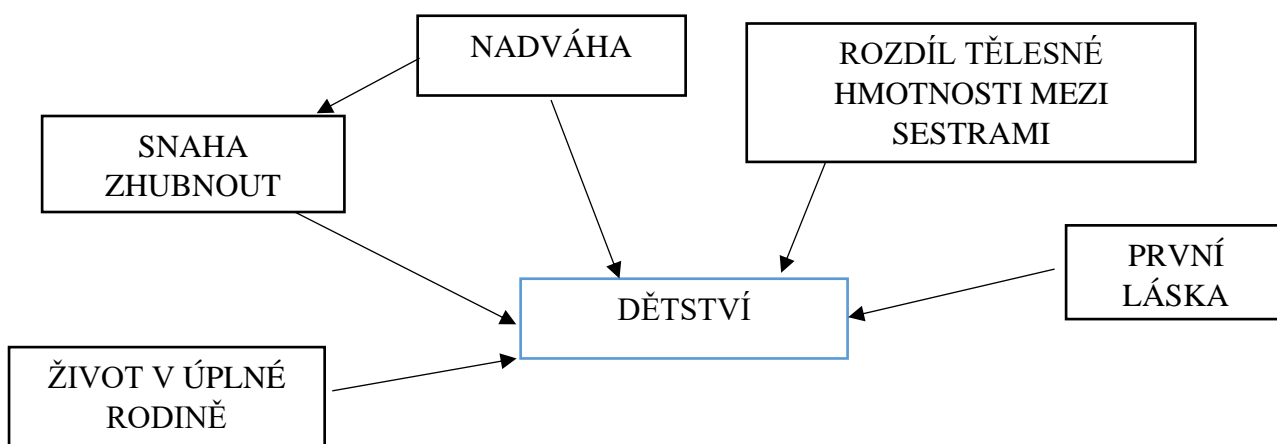 NADVÁHA
ROZDÍL TĚLESNÉ
HMOTNOSTI MEZI
SESTRAMI
SNAHA
ZHUBNOUT
PRVNÍ
LÁSKA
DĚTSTVÍ
ŽIVOT V ÚPLNÉ
RODINĚ